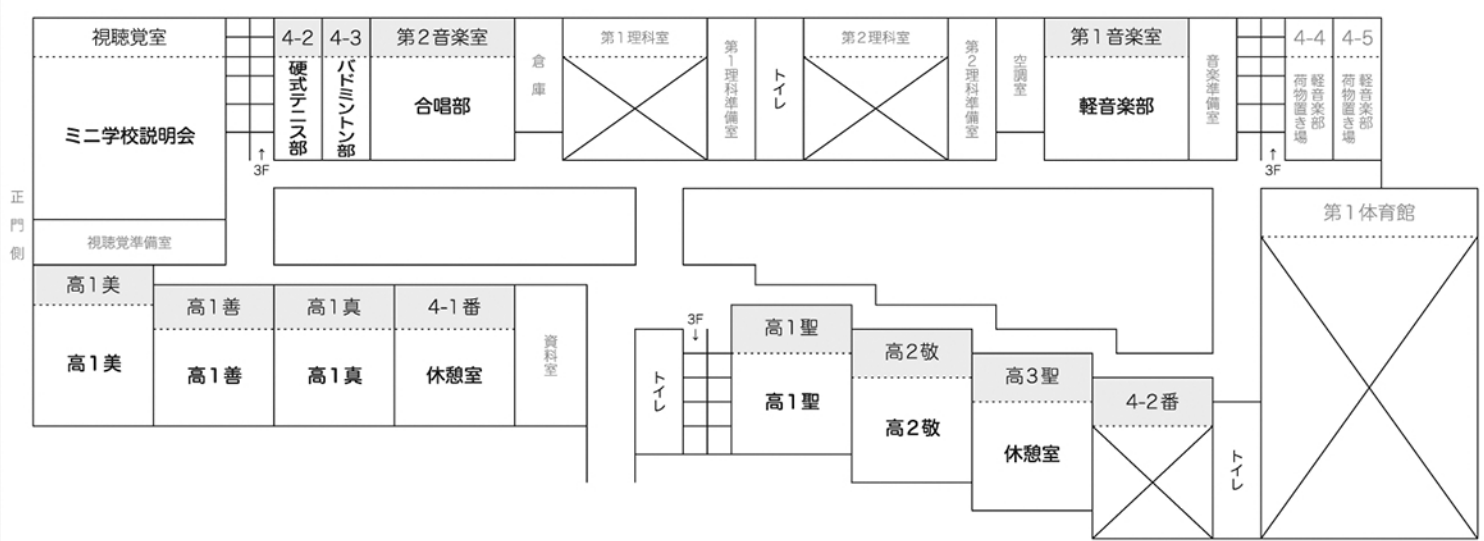 視聴覚室
ミニ学校説明会
↑
3F
4-2
硬式テニス部
4-3
バドミントン部
第2音楽室
合唱部
倉庫
第1理科室
第1理科準備室
トイレ
第2理科室
第2理科準備室
空調室
第1音楽室
軽音楽部
音楽準備室
↑
3F
4-4
軽音楽部
荷物置き場
4-5
軽音楽部
荷物置き場
正門側
視聴覚準備室
第1体育館
高1美
高1美
高1善
高1善
高1真
高1真
4-1番
休憩室
資料室
トイレ
3F
↓
高1聖
高1聖
高2敬
高2敬
高3聖
休憩室
4-2番
トイレ